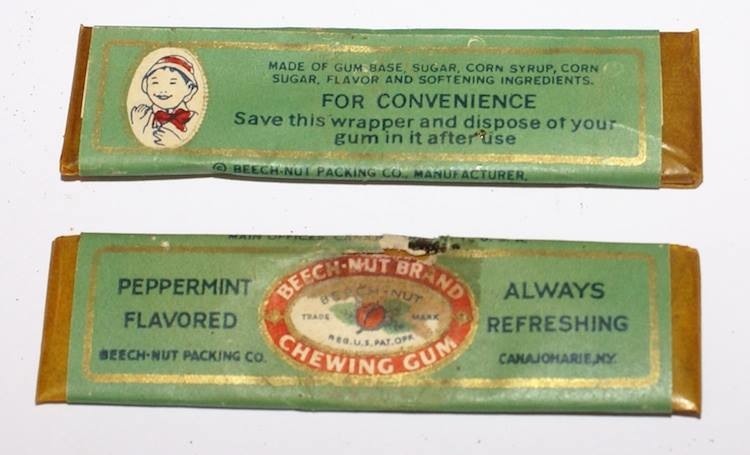 MADE OF GUM BASE, SUGAR, CORN SYRUP, CORN
SUGAR, FLAVOR AND SOFTENING INGREDIENTS.
FOR CONVENIENCE
Save this wrapper and dispose of your
gum in it after use
© BEECH-NUT PACKING CO., MANUFACTURER,
MAIN OFFICES
PEPPERMINT
FLAVORED
BEECH-NUT PACKING CO.
BEECH-NUT BRAND
BEECH-NUT
TRADE MARK
REG. U.S. PAT. OFF.
CHEWING GUM
ALWAYS
REFRESHING
CANAJOHARIE, N.Y.